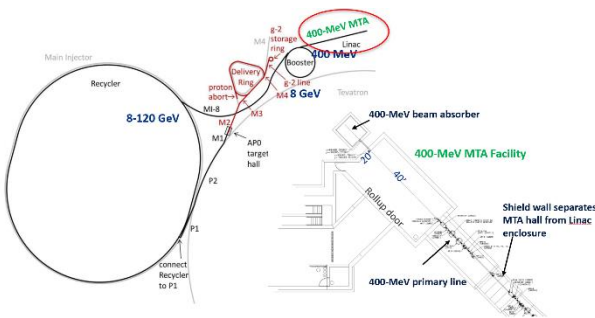 400-MeV MTA
Linac
400 MeV
Booster
M4
g-2
storage
ring
Main Injector
Recycler
Delivery
Ring
proton
abort
g-2 line
M4
8 GeV
Tevatron
MI-8
M3
M2
M1
8-120 GeV
AP0
target
hall
P2
P1
connect
Recycler
to P1
400-MeV beam absorber
400-MeV MTA Facility
20'
40'
Rollup door
Shield wall separates
MTA hall from Linac
enclosure
400-MeV primary line